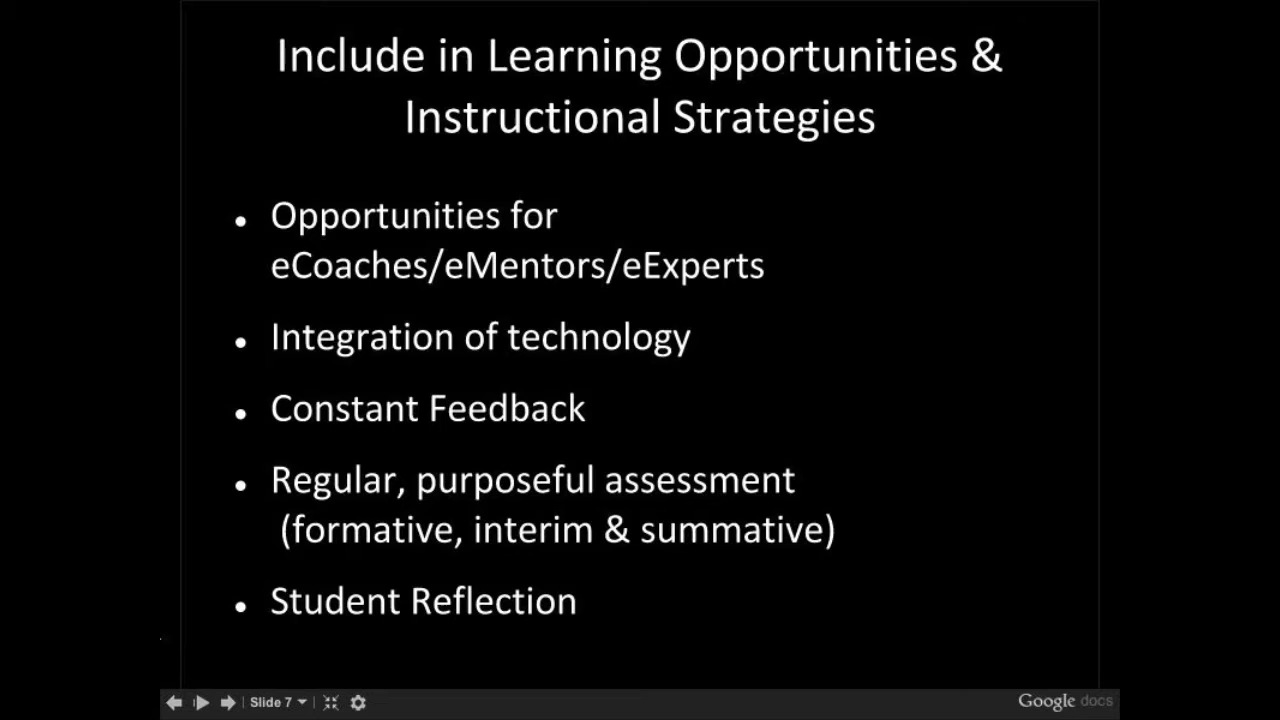 Include in Learning Opportunities &
Instructional Strategies
• Opportunities for
eCoaches/eMentors/eExperts
• Integration of technology
• Constant Feedback
• Regular, purposeful assessment
(formative, interim & summative)
• Student Reflection
Slide 7
Google docs